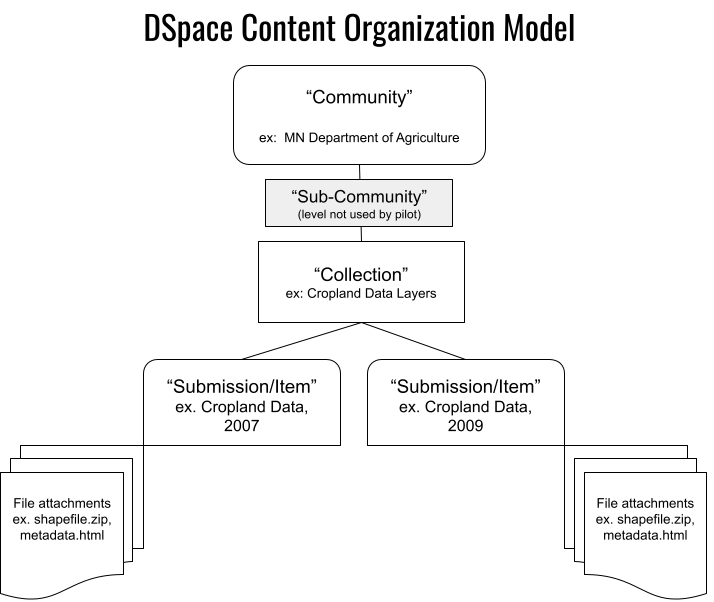 DSpace Content Organization Model
“Community”
ex:  MN Department of Agriculture
“Sub-Community”
(level not used by pilot)
“Collection”
ex: Cropland Data Layers
“Submission/Item”
ex. Cropland Data,
2007
“Submission/Item”
ex. Cropland Data,
2009
File attachments
ex. shapefile.zip,
metadata.html
File attachments
ex. shapefile.zip,
metadata.html